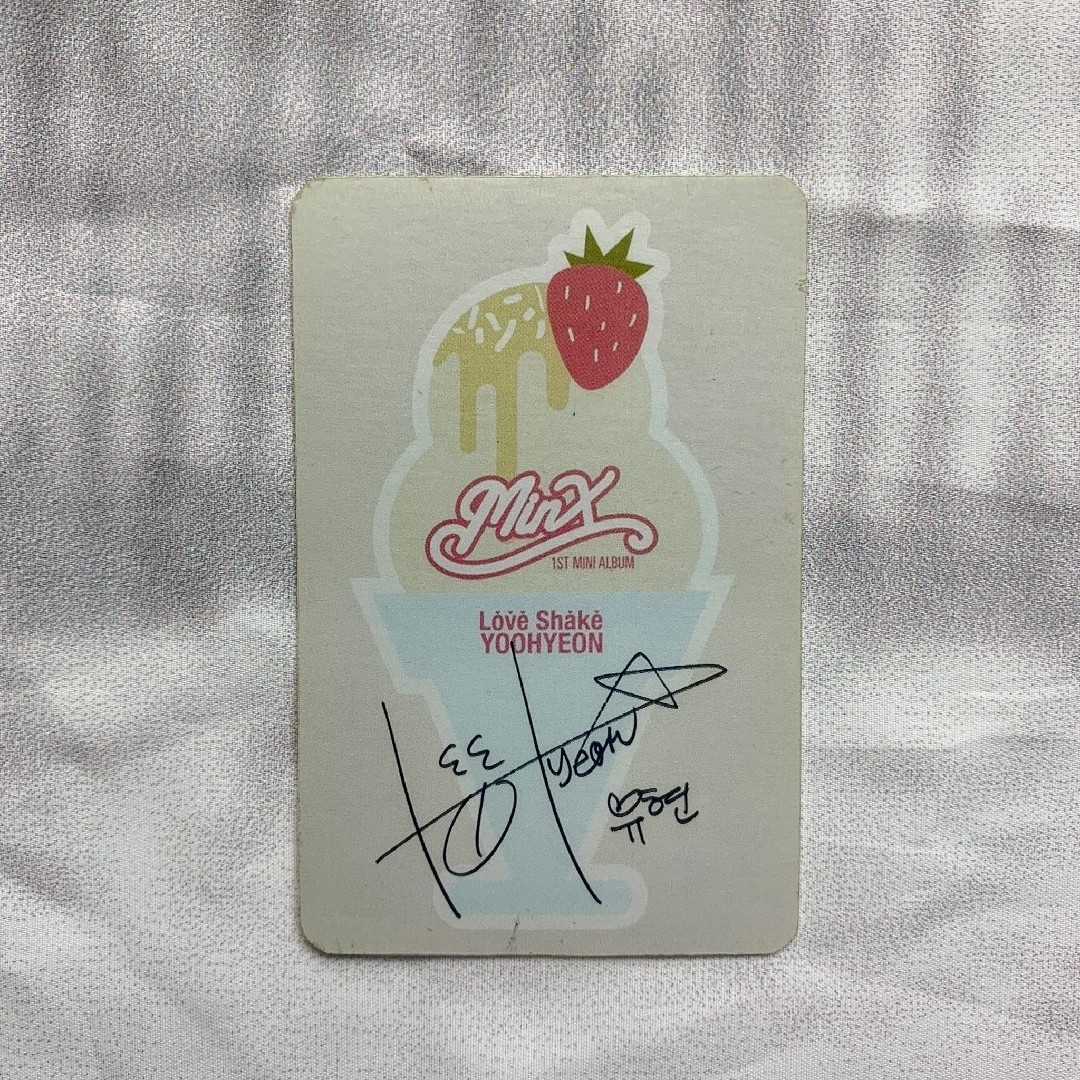 MinX
1ST MINI ALBUM
Lövë Shäkë
YOOHYEON
yeon
유현